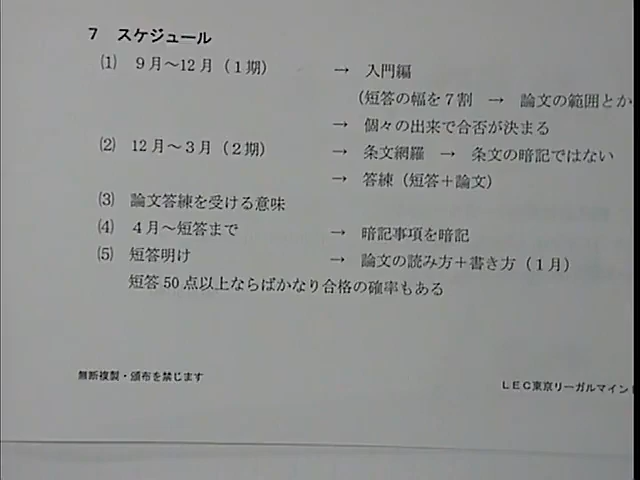 7 スケジュール
⑴ 9月～12月(1期) → 入門編
(短答の幅を7割 → 論文の範囲とか
→ 個々の出来で合否が決まる
⑵ 12月～3月(2期) → 条文網羅 → 条文の暗記ではない
→ 答練(短答+論文)
⑶ 論文答練を受ける意味
⑷ 4月～短答まで → 暗記事項を暗記
⑸ 短答明け → 論文の読み方+書き方(1月)
短答50点以上ならばかなり合格の確率もある
無断複製・頒布を禁じます
LEC東京リーガルマインド